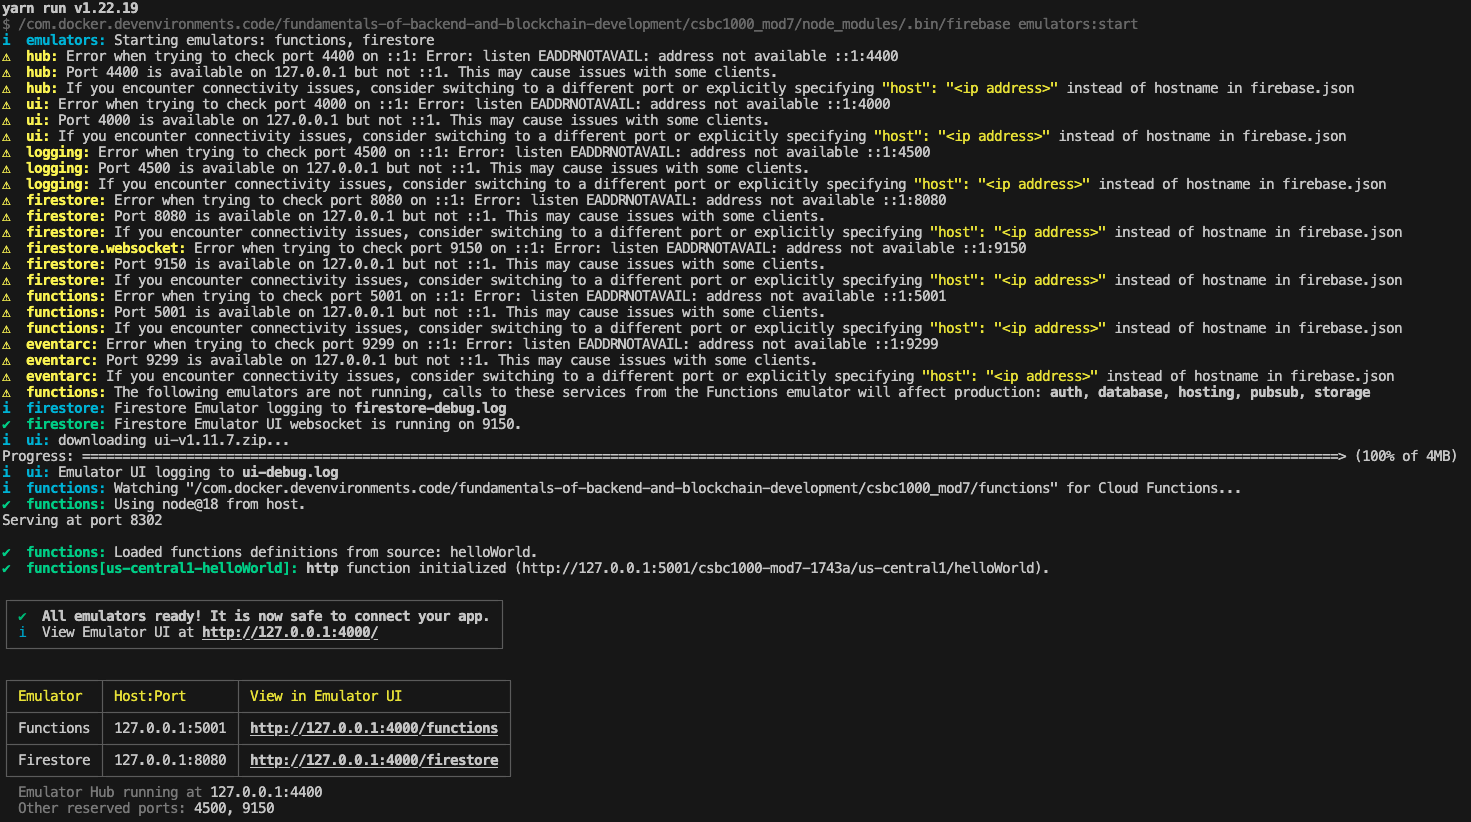 yarn run v1.22.19
$ /com.docker.devenvironments.code/fundamentals-of-backend-and-blockchain-development/csbc1000_mod7/node_modules/.bin/firebase emulators:start
i  emulators: Starting emulators: functions, firestore
⚠  hub: Error when trying to check port 4400 on ::1: Error: listen EADDRNOTAVAIL: address not available ::1:4400
⚠  hub: Port 4400 is available on 127.0.0.1 but not ::1. This may cause issues with some clients.
⚠  hub: If you encounter connectivity issues, consider switching to a different port or explicitly specifying "host": "<ip address>" instead of hostname in firebase.json
⚠  ui: Error when trying to check port 4000 on ::1: Error: listen EADDRNOTAVAIL: address not available ::1:4000
⚠  ui: Port 4000 is available on 127.0.0.1 but not ::1. This may cause issues with some clients.
⚠  ui: If you encounter connectivity issues, consider switching to a different port or explicitly specifying "host": "<ip address>" instead of hostname in firebase.json
⚠  logging: Error when trying to check port 4500 on ::1: Error: listen EADDRNOTAVAIL: address not available ::1:4500
⚠  logging: Port 4500 is available on 127.0.0.1 but not ::1. This may cause issues with some clients.
⚠  logging: If you encounter connectivity issues, consider switching to a different port or explicitly specifying "host": "<ip address>" instead of hostname in firebase.json
⚠  firestore: Error when trying to check port 8080 on ::1: Error: listen EADDRNOTAVAIL: address not available ::1:8080
⚠  firestore: Port 8080 is available on 127.0.0.1 but not ::1. This may cause issues with some clients.
⚠  firestore: If you encounter connectivity issues, consider switching to a different port or explicitly specifying "host": "<ip address>" instead of hostname in firebase.json
⚠  firestore.websocket: Error when trying to check port 9150 on ::1: Error: listen EADDRNOTAVAIL: address not available ::1:9150
⚠  firestore: Port 9150 is available on 127.0.0.1 but not ::1. This may cause issues with some clients.
⚠  firestore: If you encounter connectivity issues, consider switching to a different port or explicitly specifying "host": "<ip address>" instead of hostname in firebase.json
⚠  functions: Error when trying to check port 5001 on ::1: Error: listen EADDRNOTAVAIL: address not available ::1:5001
⚠  functions: Port 5001 is available on 127.0.0.1 but not ::1. This may cause issues with some clients.
⚠  functions: If you encounter connectivity issues, consider switching to a different port or explicitly specifying "host": "<ip address>" instead of hostname in firebase.json
⚠  eventarc: Error when trying to check port 9299 on ::1: Error: listen EADDRNOTAVAIL: address not available ::1:9299
⚠  eventarc: Port 9299 is available on 127.0.0.1 but not ::1. This may cause issues with some clients.
⚠  eventarc: If you encounter connectivity issues, consider switching to a different port or explicitly specifying "host": "<ip address>" instead of hostname in firebase.json
⚠  functions: The following emulators are not running, calls to these services from the Functions emulator will affect production: auth, database, hosting, pubsub, storage
i  firestore: Firestore Emulator logging to firestore-debug.log
✔  firestore: Firestore Emulator UI websocket is running on 9150.
i  ui: downloading ui-v1.11.7.zip...
Progress: =============================================================================================================================================================> (100% of 4MB)
i  ui: Emulator UI logging to ui-debug.log
i  functions: Watching "/com.docker.devenvironments.code/fundamentals-of-backend-and-blockchain-development/csbc1000_mod7/functions" for Cloud Functions...
✔  functions: Using node@18 from host.
Serving at port 8302
✔  functions: Loaded functions definitions from source: helloWorld.
✔  functions[us-central1-helloWorld]: http function initialized (http://127.0.0.1:5001/csbc1000-mod7-1743a/us-central1/helloWorld).
✔  All emulators ready! It is now safe to connect your app.
i  View Emulator UI at http://127.0.0.1:4000/
Emulator Host:Port View in Emulator UI
Functions 127.0.0.1:5001 http://127.0.0.1:4000/functions
Firestore 127.0.0.1:8080 http://127.0.0.1:4000/firestore
Emulator Hub running at 127.0.0.1:4400
Other reserved ports: 4500, 9150